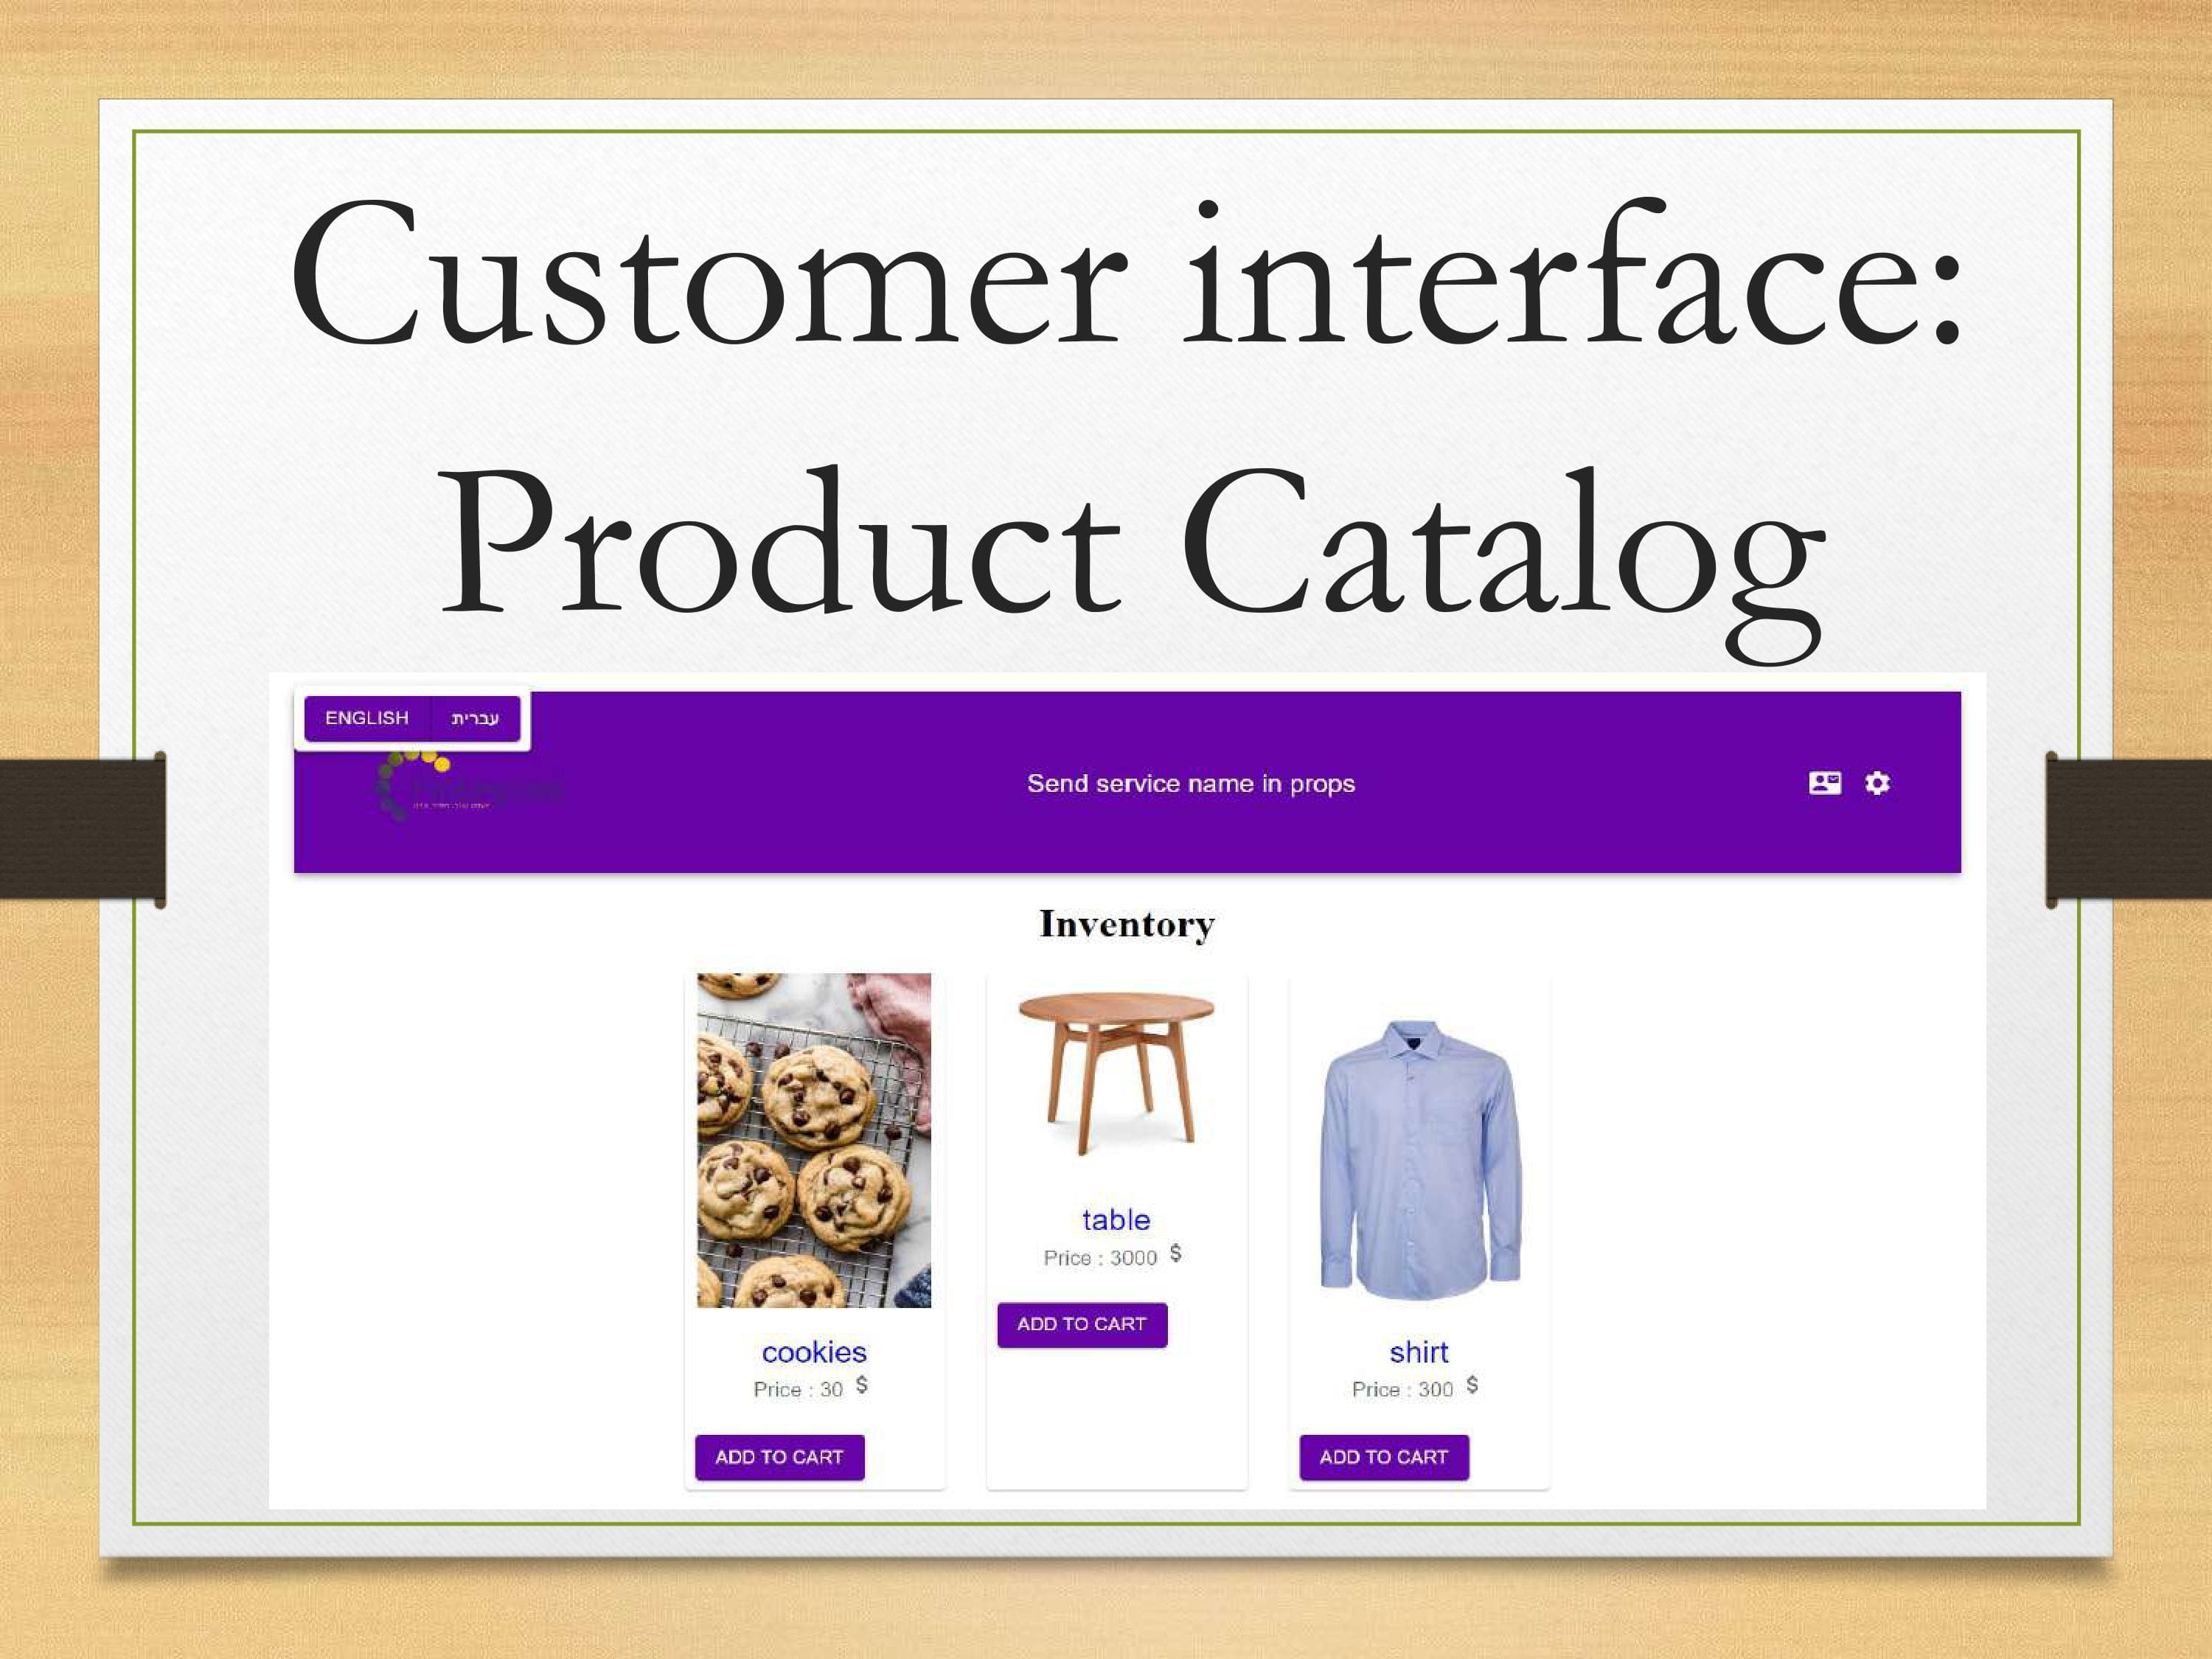 Customer interface:
Product Catalog
ENGLISH עברית
Send service name in props
Inventory
cookies
Price : 30 $
ADD TO CART
table
Price : 3000 $
ADD TO CART
shirt
Price : 300 $
ADD TO CART